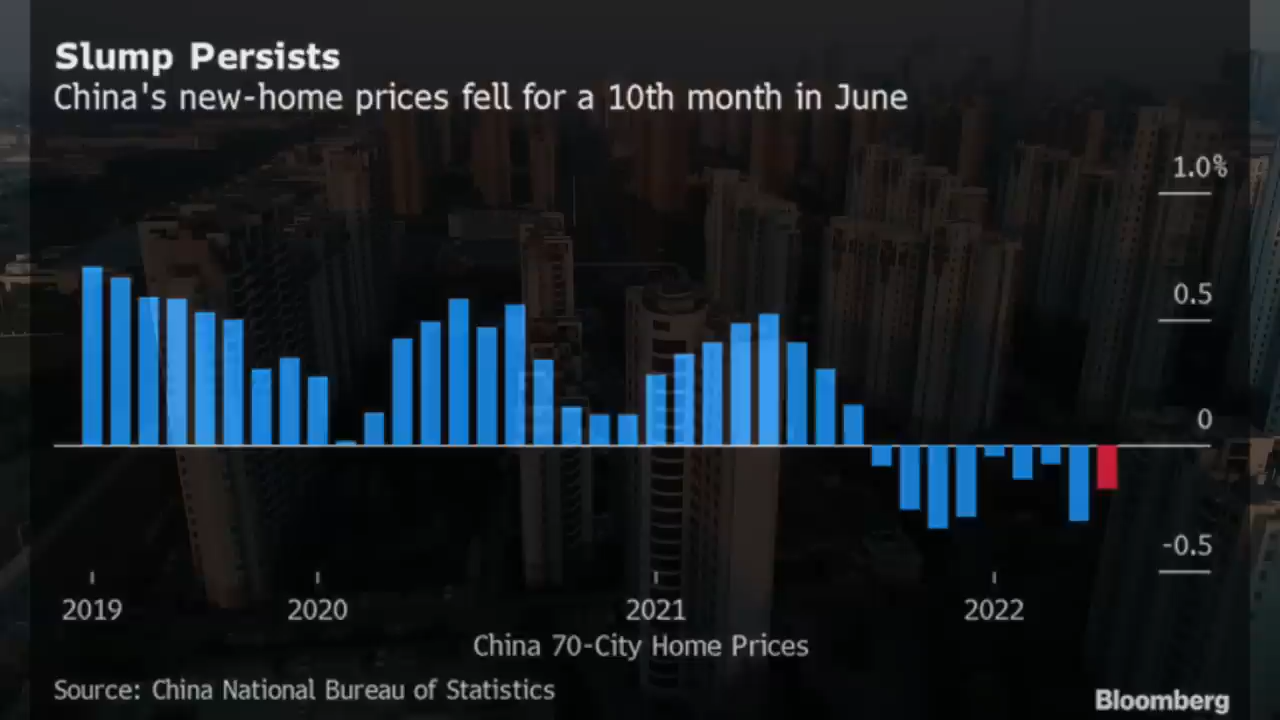 Slump Persists
China's new-home prices fell for a 10th month in June
1.0%
0.5
0
-0.5
2019 2020 2021 2022
China 70-City Home Prices
Source: China National Bureau of Statistics
Bloomberg